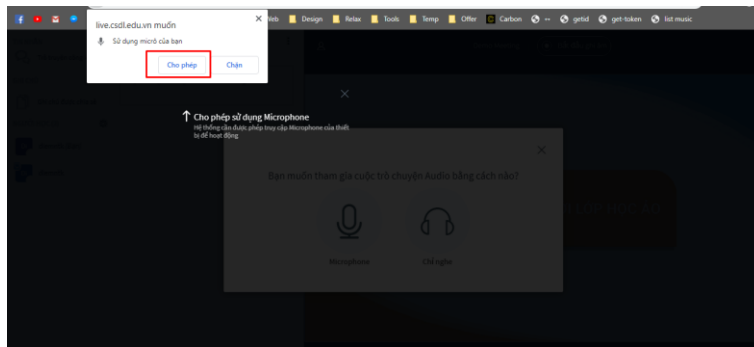 Web Design Relax Tools Temp Offer Carbon getid get-token list music
live.csdl.edu.vn muốn
Sử dụng micrô của bạn
Cho phép Chặn
Cho phép sử dụng Microphone
Hệ thống cần được phép truy cập Microphone của thiết
bị để hoạt động
Bạn muốn tham gia cuộc trò chuyện Audio bằng cách nào?
Microphone Chỉ nghe